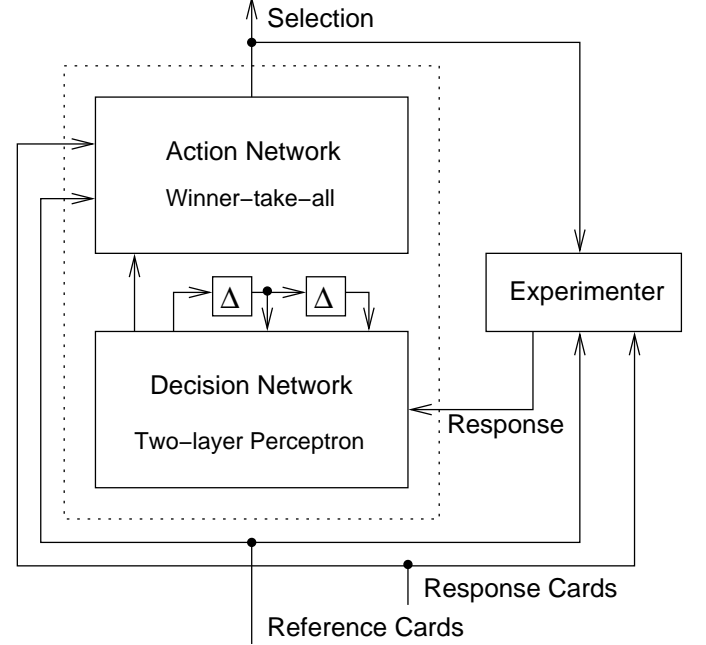 Selection
Action Network
Winner−take−all
Δ
Δ
Experimenter
Decision Network
Two−layer Perceptron
Response
Response Cards
Reference Cards